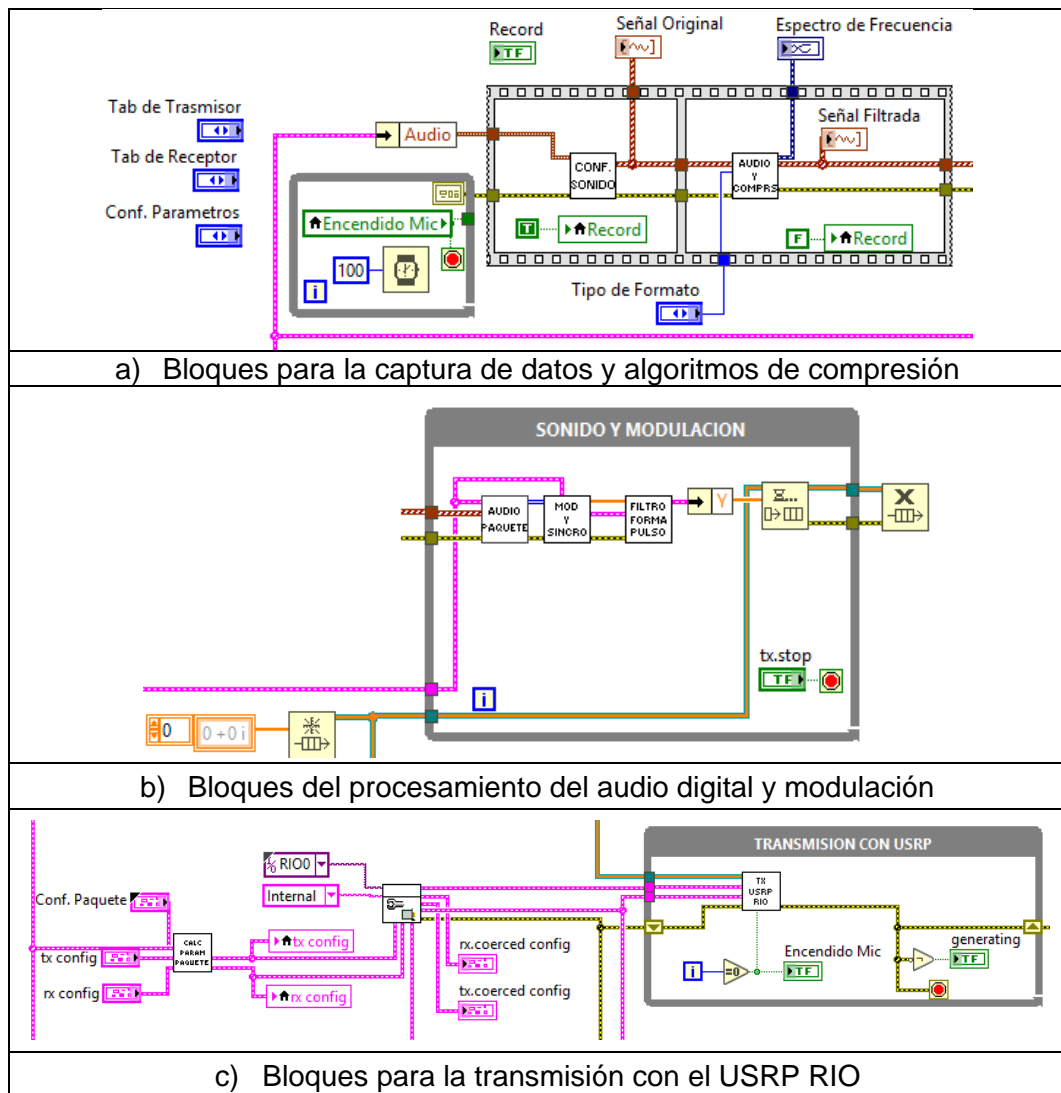 Record
TF
Señal Original
Espectro de Frecuencia
Tab de Trasmisor
Audio
Señal Filtrada
Tab de Receptor
CONF.
SONIDO
AUDIO
Y
COMPRS
Conf. Parametros
Encendido Mic
T
Record
F
Record
100
i
Tipo de Formato
a) Bloques para la captura de datos y algoritmos de compresión
SONIDO Y MODULACION
AUDIO
PAQUETE
MOD
Y
SINCRO
FILTRO
FORMA
PULSO
Y
tx.stop
TF
i
0
0 +0 i
b) Bloques del procesamiento del audio digital y modulación
RIO0
TRANSMISION CON USRP
Conf. Paquete
Internal
TX
USRP
RIO
tx config
CALC
PARAM
PAQUETE
tx config
rx.coerced config
Encendido Mic
generating
TF
i
=0
TF
rx config
rx config
tx.coerced config
c) Bloques para la transmisión con el USRP RIO